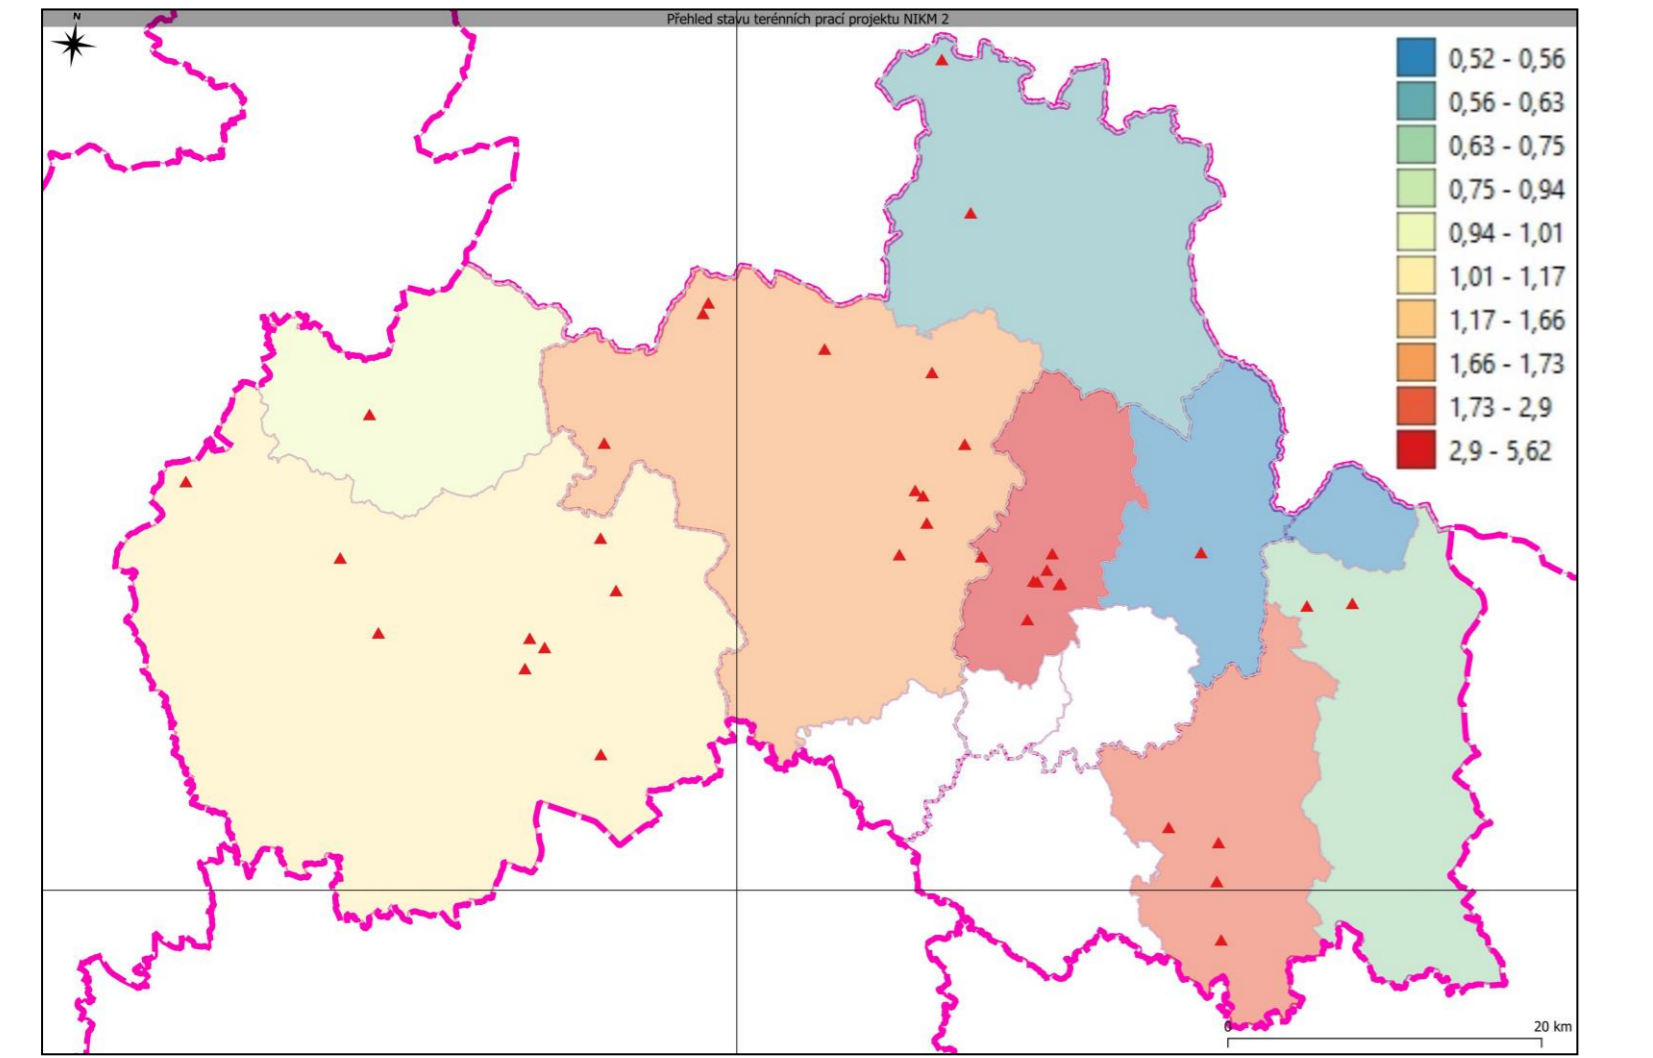 Přehled stavu terénních prací projektu NIKM 2
N
0,52 - 0,56
0,56 - 0,63
0,63 - 0,75
0,75 - 0,94
0,94 - 1,01
1,01 - 1,17
1,17 - 1,66
1,66 - 1,73
1,73 - 2,9
2,9 - 5,62
0 20 km